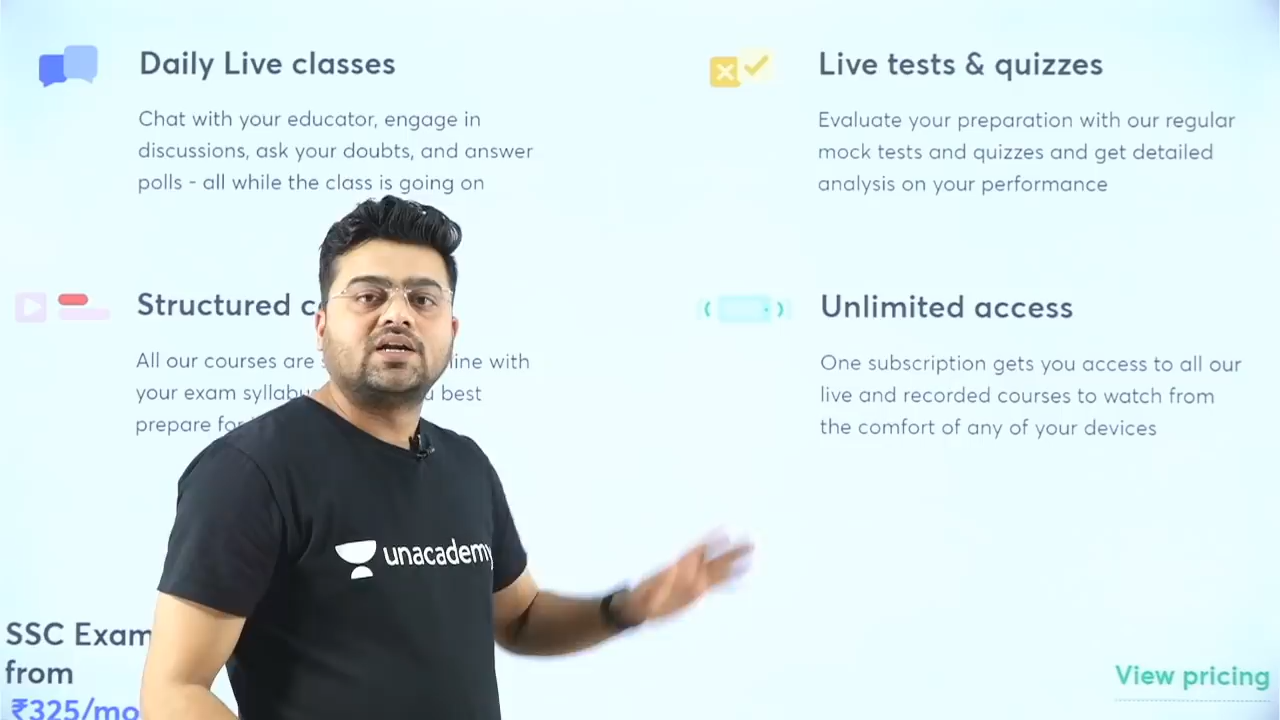 Daily Live classes
Chat with your educator, engage in
discussions, ask your doubts, and answer
polls - all while the class is going on
Live tests & quizzes
Evaluate your preparation with our regular
mock tests and quizzes and get detailed
analysis on your performance
Structured
All our courses are line with
your exam best
prepare for
Unlimited access
One subscription gets you access to all our
live and recorded courses to watch from
the comfort of any of your devices
unacademy
SSC Exam
from
₹325/mo
View pricing